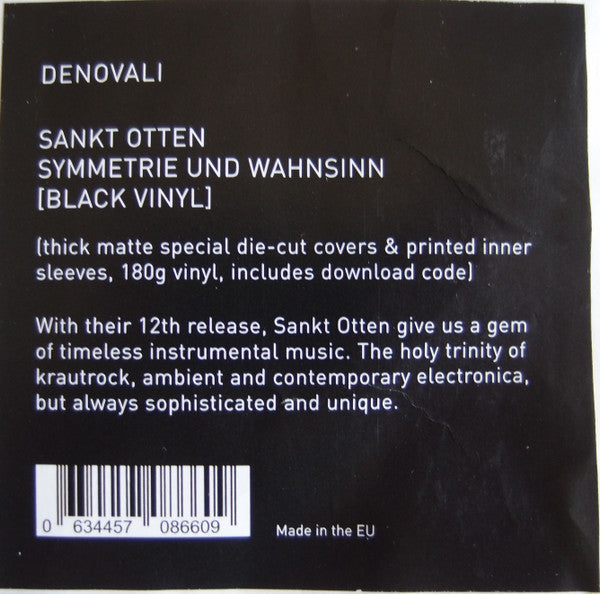 DENOVALI
SANKT OTTEN
SYMMETRIE UND WAHNSINN
[BLACK VINYL]
(thick matte special die-cut covers & printed inner
sleeves, 180g vinyl, includes download code)
With their 12th release, Sankt Otten give us a gem
of timeless instrumental music. The holy trinity of
krautrock, ambient and contemporary electronica,
but always sophisticated and unique.
0 634457 086609
Made in the EU